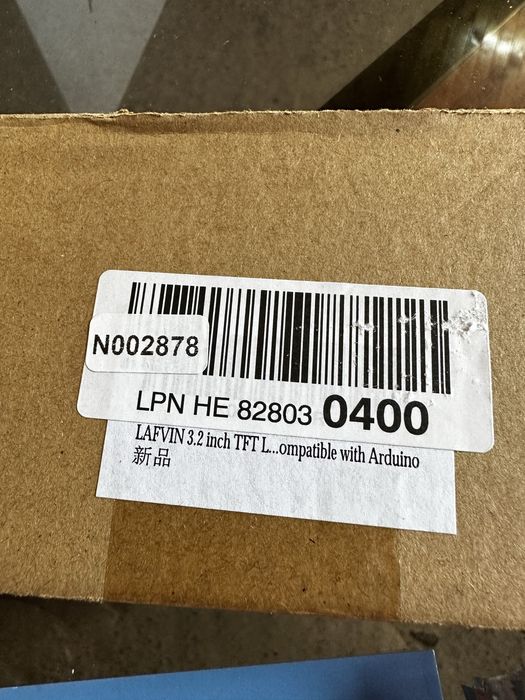 N002878
LPN HE 82803 0400
LAFVIN 3.2 inch TFT L...ompatible with Arduino
新品